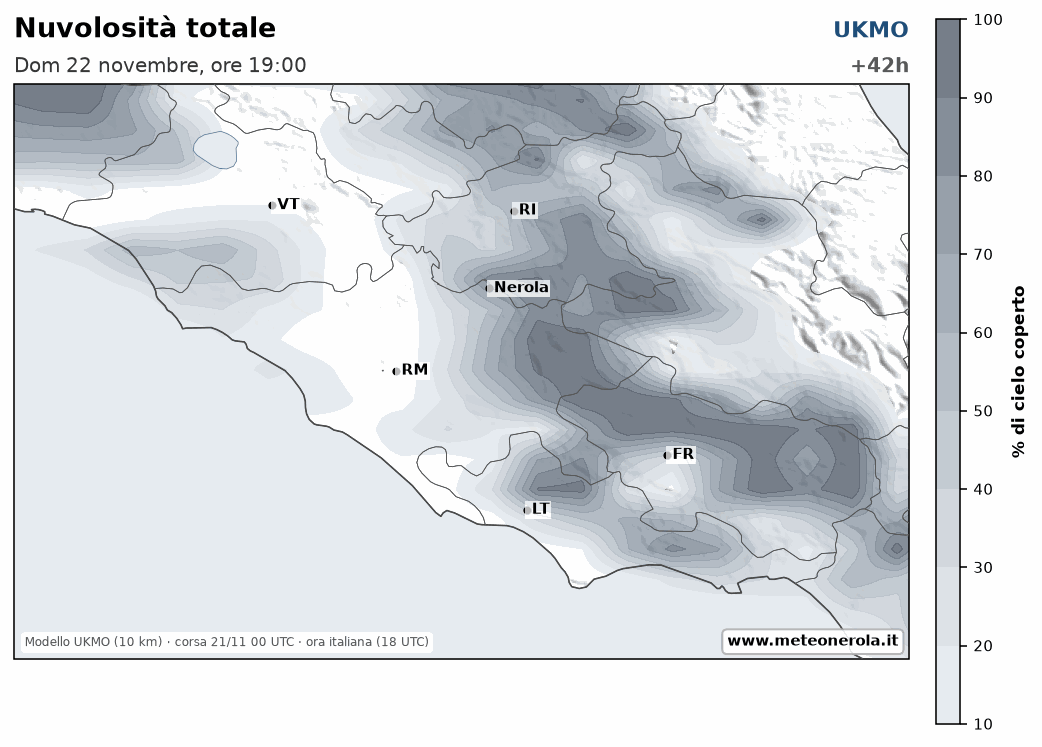 Nuvolosità totale
UKMO
Dom 22 novembre, ore 19:00
+42h
VT
RI
Nerola
RM
FR
LT
Modello UKMO (10 km) · corsa 21/11 00 UTC · ora italiana (18 UTC)
www.meteonerola.it
100
90
80
70
60
50
40
30
20
10
% di cielo coperto